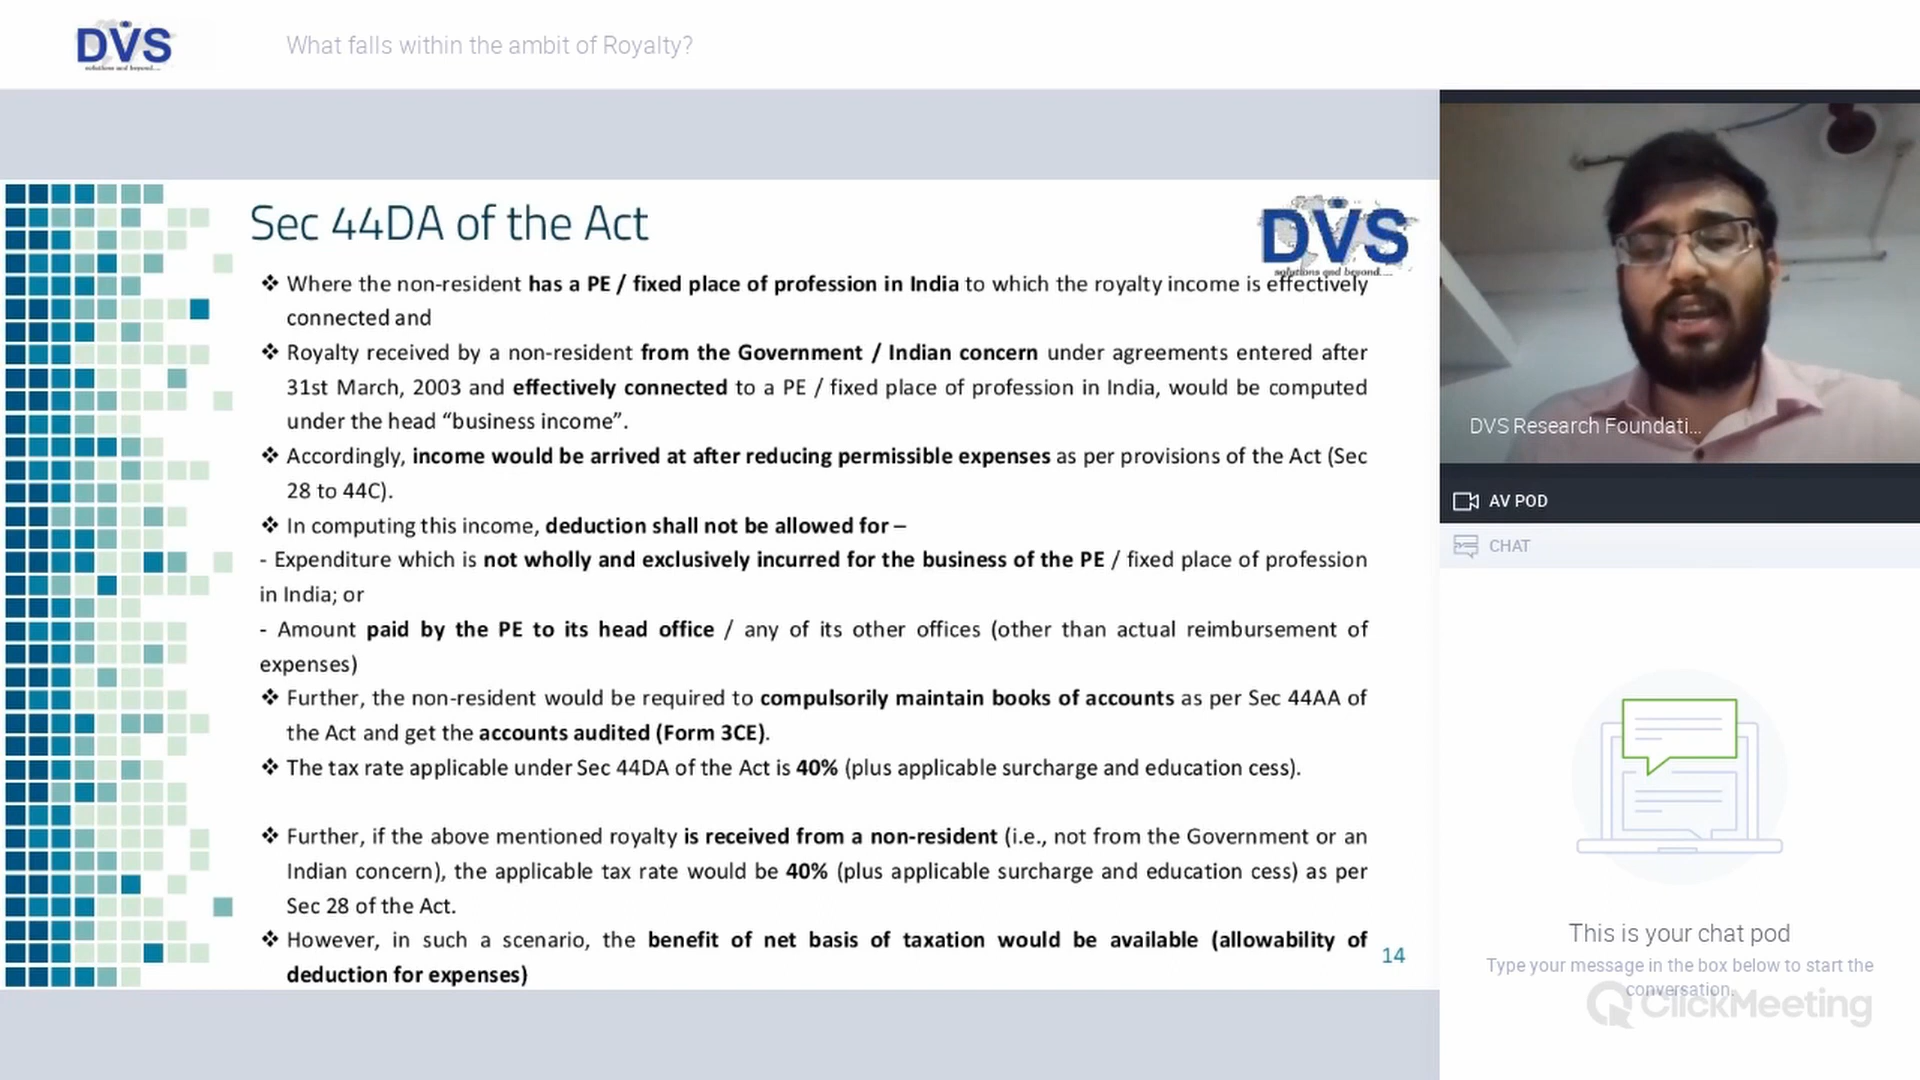 DVS
solutions and beyond....
What falls within the ambit of Royalty?
Sec 44DA of the Act
DVS
solutions and beyond....
❖ Where the non-resident has a PE / fixed place of profession in India to which the royalty income is effectively
connected and
❖ Royalty received by a non-resident from the Government / Indian concern under agreements entered after
31st March, 2003 and effectively connected to a PE / fixed place of profession in India, would be computed
under the head “business income”.
❖ Accordingly, income would be arrived at after reducing permissible expenses as per provisions of the Act (Sec
28 to 44C).
❖ In computing this income, deduction shall not be allowed for –
- Expenditure which is not wholly and exclusively incurred for the business of the PE / fixed place of profession
in India; or
- Amount paid by the PE to its head office / any of its other offices (other than actual reimbursement of
expenses)
❖ Further, the non-resident would be required to compulsorily maintain books of accounts as per Sec 44AA of
the Act and get the accounts audited (Form 3CE).
❖ The tax rate applicable under Sec 44DA of the Act is 40% (plus applicable surcharge and education cess).
❖ Further, if the above mentioned royalty is received from a non-resident (i.e., not from the Government or an
Indian concern), the applicable tax rate would be 40% (plus applicable surcharge and education cess) as per
Sec 28 of the Act.
❖ However, in such a scenario, the benefit of net basis of taxation would be available (allowability of
deduction for expenses)
14
DVS Research Foundati...
AV POD
CHAT
This is your chat pod
Type your message in the box below to start the
conversation.
ClickMeeting